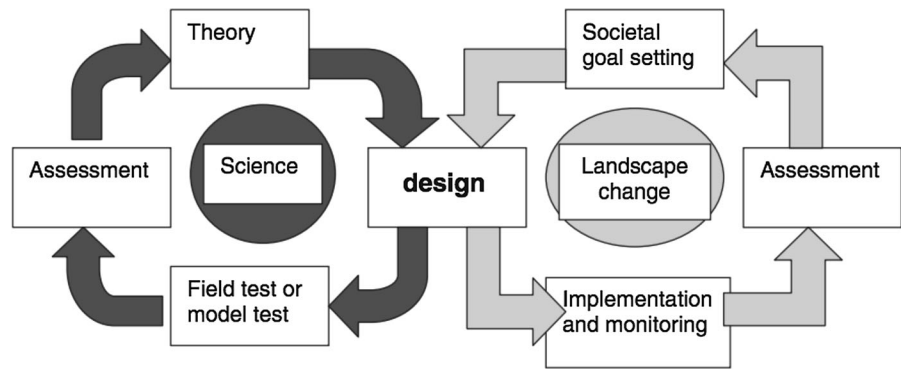 Theory
Societal
goal setting
Assessment
Science
design
Landscape
change
Assessment
Field test or
model test
Implementation
and monitoring